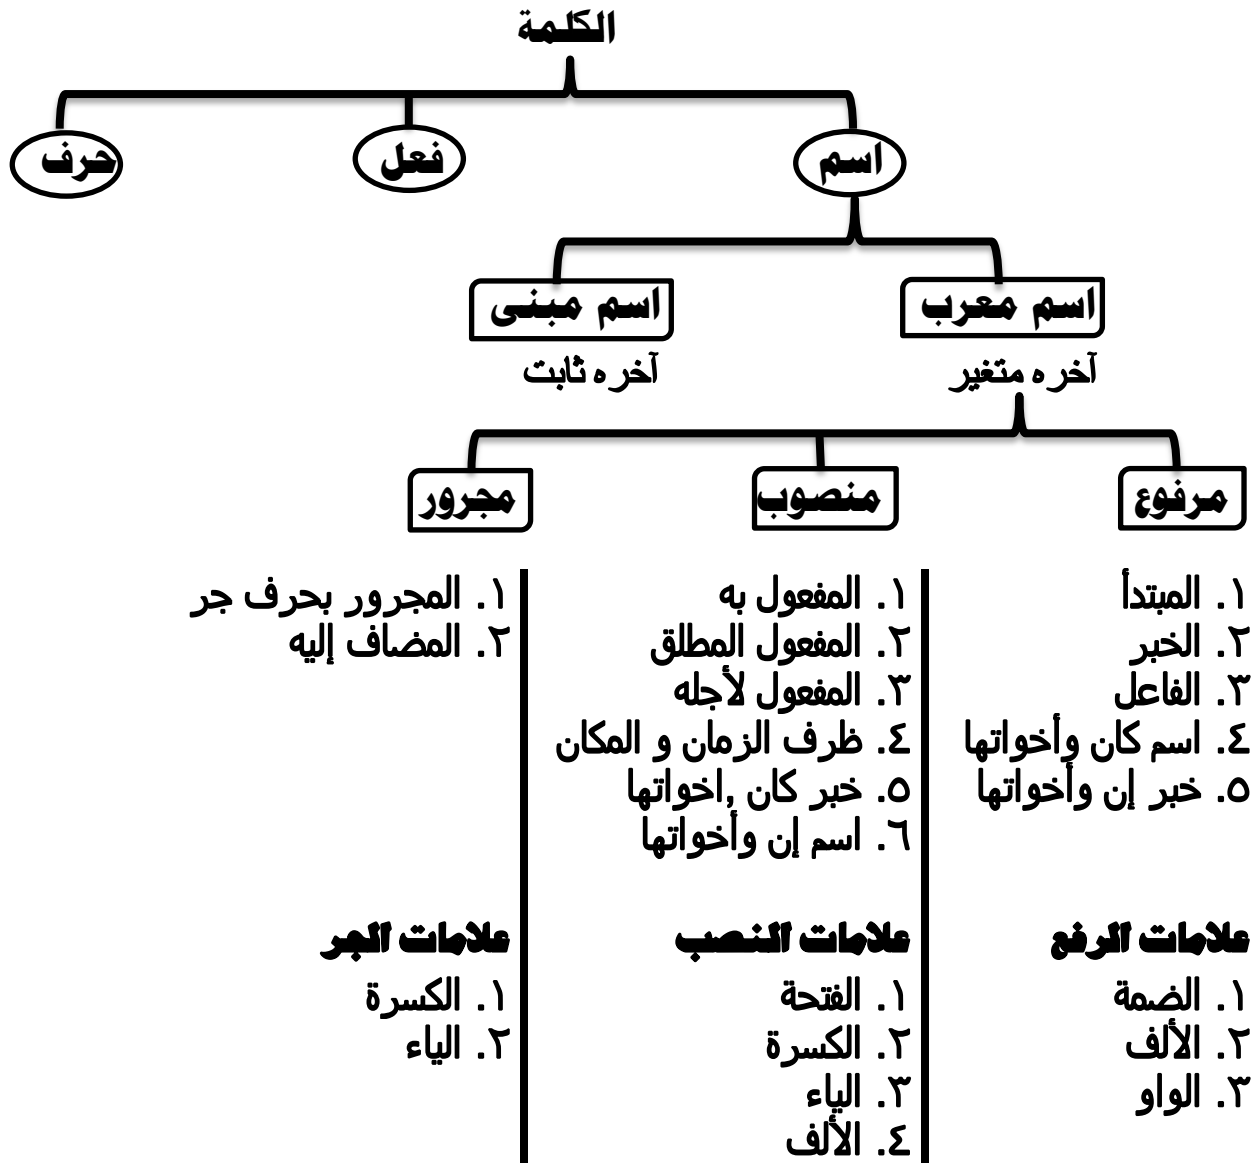 الكلمة
اسم
فعل
حرف
اسم معرب
اسم مبنى
آخره متغير
آخره ثابت
مرفوع
منصوب
مجرور
١. المبتدأ
٢. الخبر
٣. الفاعل
٤. اسم كان وأخواتها
٥. خبر إن وأخواتها
علامات الرفع
١. الضمة
٢. الألف
٣. الواو
١. المفعول به
٢. المفعول المطلق
٣. المفعول لأجله
٤. ظرف الزمان و المكان
٥. خبر كان ,اخواتها
٦. اسم إن وأخواتها
علامات النصب
١. الفتحة
٢. الكسرة
٣. الياء
٤. الألف
١. المجرور بحرف جر
٢. المضاف إليه
علامات الجر
١. الكسرة
٢. الياء